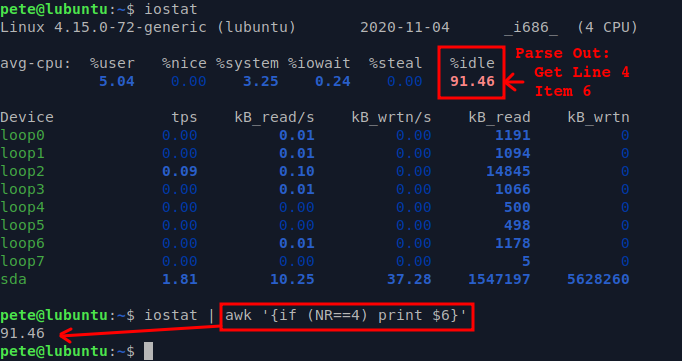 pete@lubuntu:~$ iostat
Linux 4.15.0-72-generic (lubuntu) 2020-11-04 _i686_ (4 CPU)
avg-cpu: %user %nice %system %iowait %steal %idle
5.04 0.00 3.25 0.24 0.00 91.46
Parse Out:
Get Line 4
Item 6
Device tps kB_read/s kB_wrtn/s kB_read kB_wrtn
loop0 0.00 0.01 0.00 1191 0
loop1 0.00 0.01 0.00 1094 0
loop2 0.09 0.10 0.00 14845 0
loop3 0.00 0.01 0.00 1066 0
loop4 0.00 0.00 0.00 500 0
loop5 0.00 0.00 0.00 498 0
loop6 0.00 0.01 0.00 1178 0
loop7 0.00 0.00 0.00 5 0
sda 1.81 10.25 37.28 1547197 5628260
pete@lubuntu:~$ iostat | awk '{if (NR==4) print $6}'
91.46
pete@lubuntu:~$